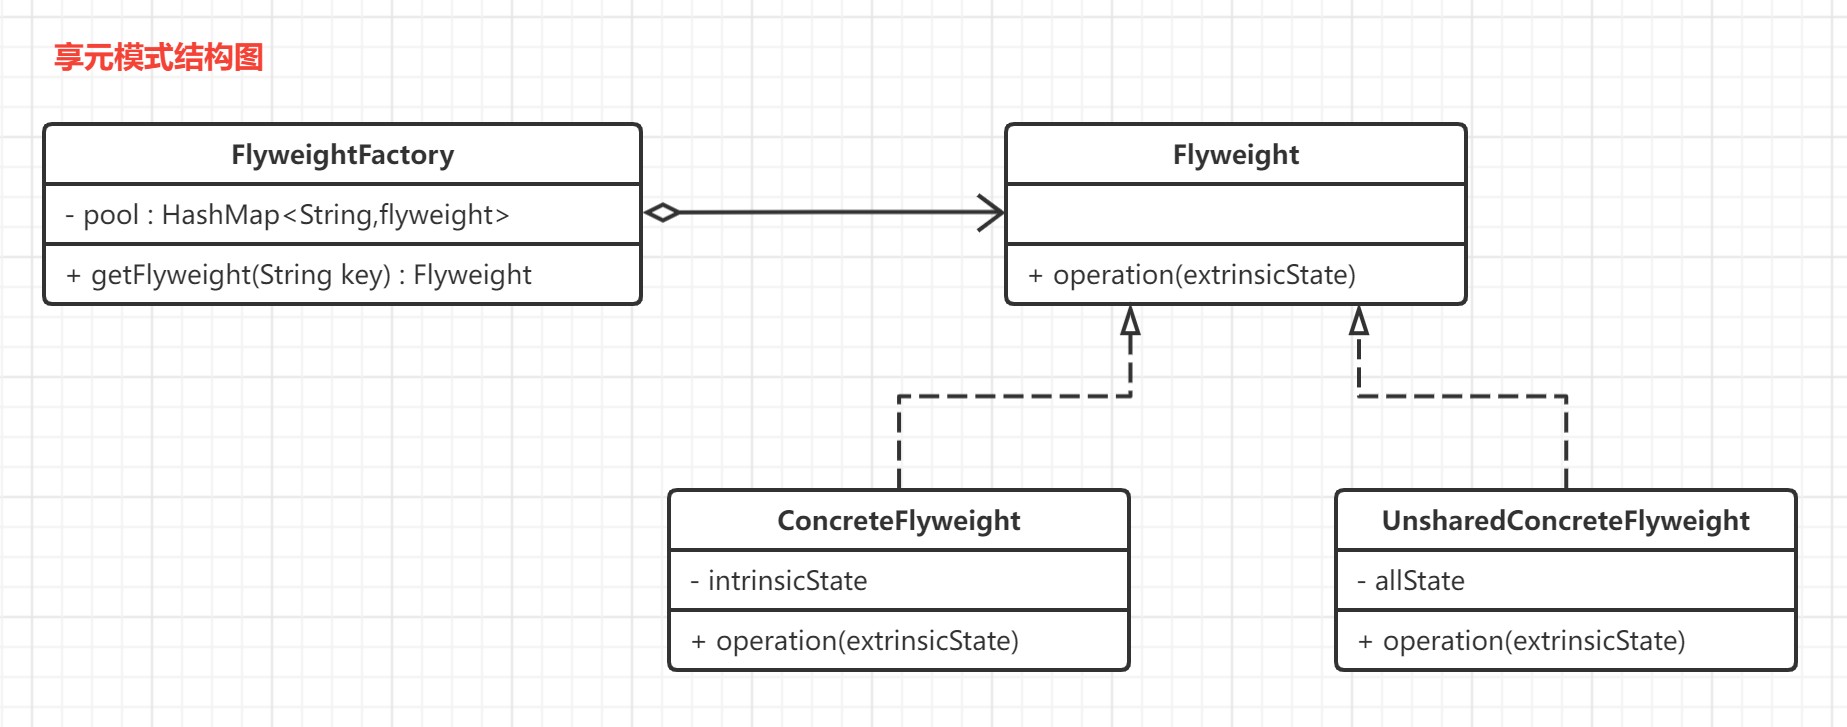 享元模式结构图
FlyweightFactory
- pool : HashMap<String,flyweight>
+ getFlyweight(String key) : Flyweight
Flyweight
+ operation(extrinsicState)
ConcreteFlyweight
- intrinsicState
+ operation(extrinsicState)
UnsharedConcreteFlyweight
- allState
+ operation(extrinsicState)